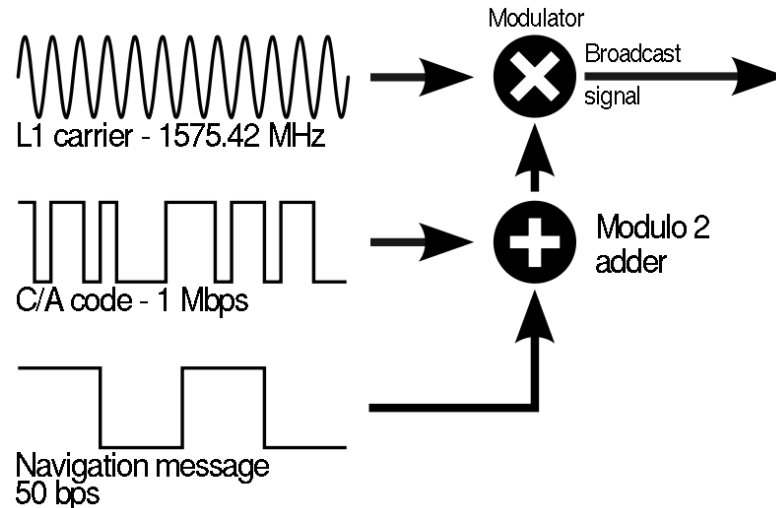 Modulator
Broadcast
signal
L1 carrier - 1575.42 MHz
Modulo 2
adder
C/A code - 1 Mbps
Navigation message
50 bps